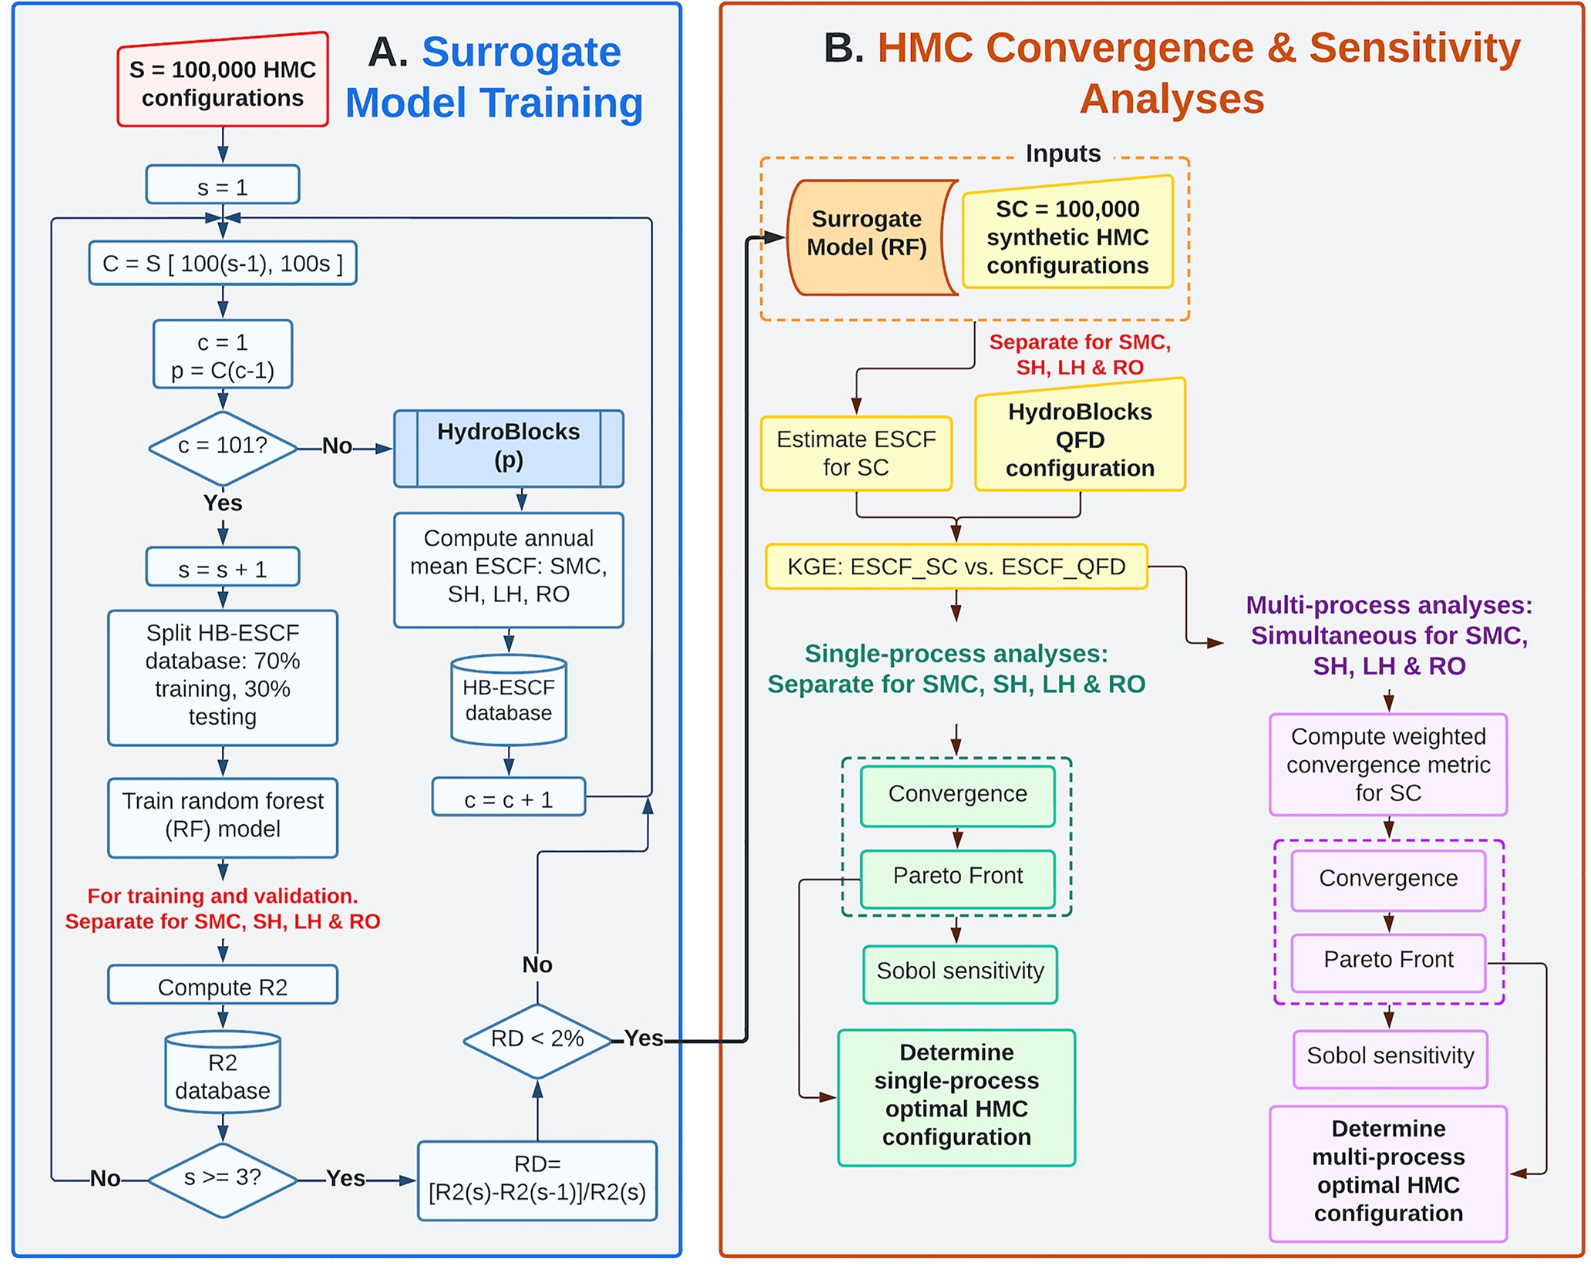 A. Surrogate
Model Training
S = 100,000 HMC
configurations
s = 1
C = S [ 100(s-1), 100s ]
c = 1
p = C(c-1)
c = 101?
No
HydroBlocks
(p)
Yes
Compute annual
mean ESCF: SMC,
SH, LH, RO
s = s + 1
Split HB-ESCF
database: 70%
training, 30%
testing
HB-ESCF
database
c = c + 1
Train random forest
(RF) model
For training and validation.
Separate for SMC, SH, LH & RO
Compute R2
R2
database
s >= 3?
No
Yes
RD=
[R2(s)-R2(s-1)]/R2(s)
RD < 2%
No
Yes
B. HMC Convergence & Sensitivity
Analyses
Inputs
Surrogate
Model (RF)
SC = 100,000
synthetic HMC
configurations
Separate for SMC,
SH, LH & RO
Estimate ESCF
for SC
HydroBlocks
QFD
configuration
KGE: ESCF_SC vs. ESCF_QFD
Single-process analyses:
Separate for SMC, SH, LH & RO
Convergence
Pareto Front
Sobol sensitivity
Determine
single-process
optimal HMC
configuration
Multi-process analyses:
Simultaneous for SMC,
SH, LH & RO
Compute weighted
convergence metric
for SC
Convergence
Pareto Front
Sobol sensitivity
Determine
multi-process
optimal HMC
configuration